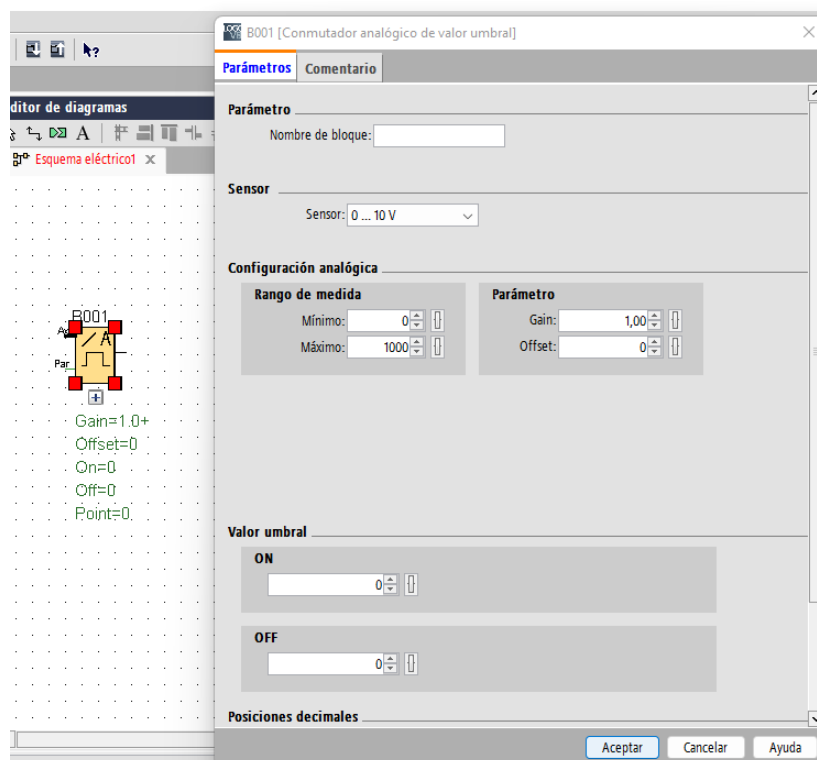 B001 [Conmutador analógico de valor umbral]
Parámetros Comentario
ditor de diagramas
A
Esquema eléctrico1
B001
A
Par
Gain=1.0+
Offset=0
On=0
Off=0
Point=0
Parámetro
Nombre de bloque:
Sensor
Sensor: 0 ... 10 V
Configuración analógica
Rango de medida
Mínimo: 0
Máximo: 1000
Parámetro
Gain: 1,00
Offset: 0
Valor umbral
ON
0
OFF
0
Posiciones decimales
Aceptar Cancelar Ayuda